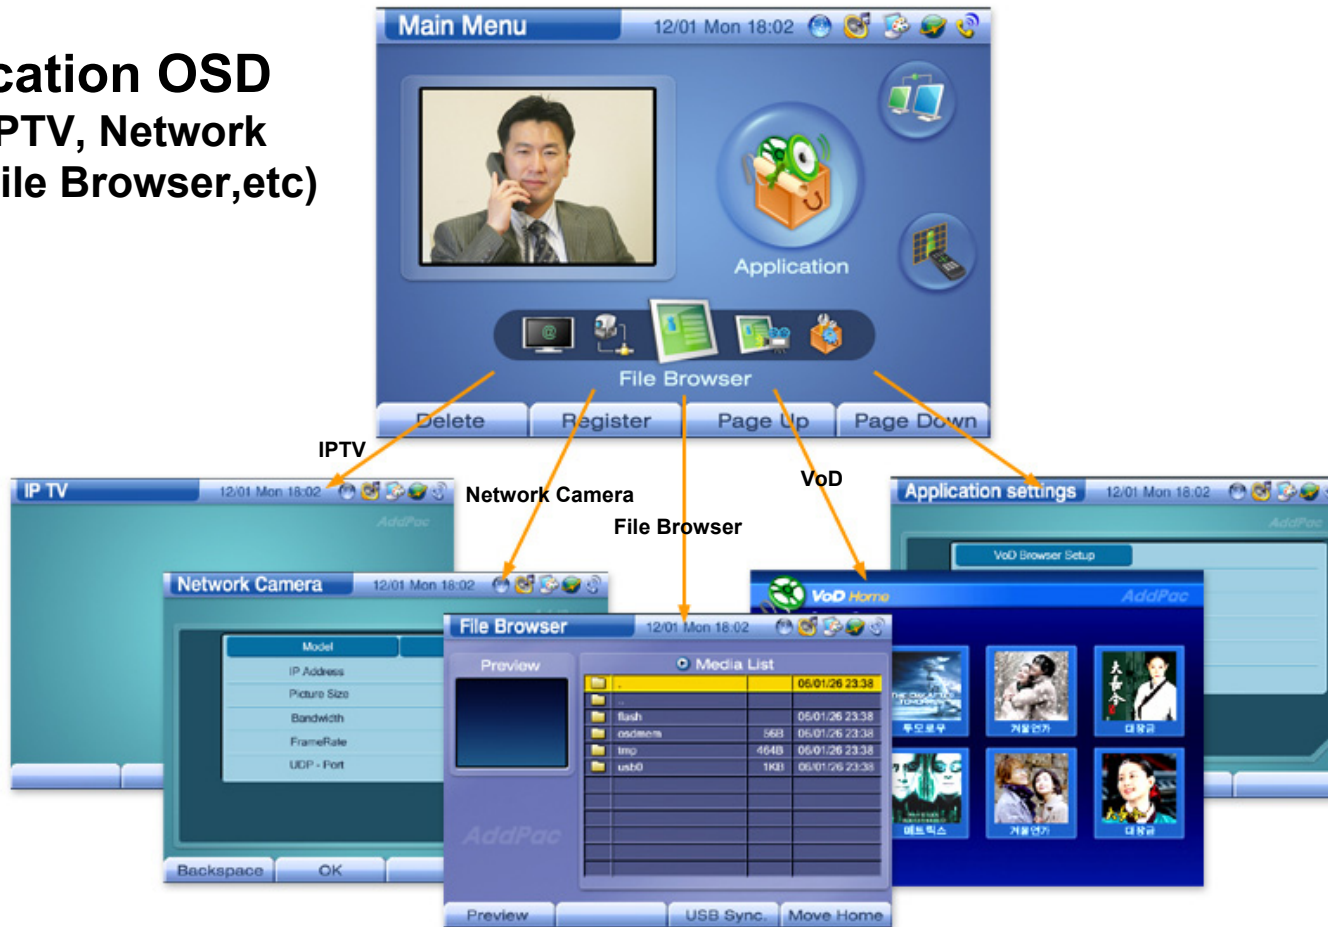 cation OSD
PTV, Network
ile Browser,etc)
Main Menu
12/01 Mon 18:02
Application
File Browser
Delete
Register
Page Up
Page Down
IPTV
Network Camera
File Browser
VoD
IP TV
12/01 Mon 18:02
AddPac
Network Camera
12/01 Mon 18:02
Model
IP Address
Picture Size
Bandwidth
FrameRate
UDP - Port
Backspace
OK
File Browser
12/01 Mon 18:02
Preview
Media List
. 06/01/26 23:38
..
flash 06/01/26 23:38
osdmem 56B 06/01/26 23:38
tmp 464B 06/01/26 23:38
usb0 1KB 06/01/26 23:38
AddPac
Preview
USB Sync.
Move Home
VoD Home
AddPac
THE DAY AFTER
TOMORROW
투모로우
겨울연가
大長今
대장금
매트릭스
겨울연가
대장금
Application settings
12/01 Mon 18:02
AddPac
VoD Browser Setup